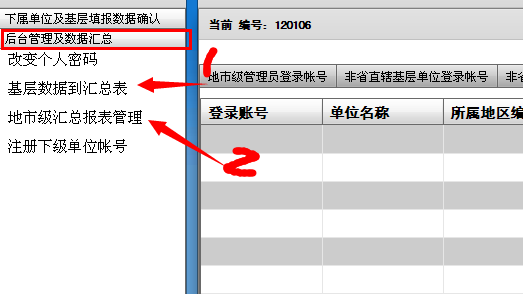 下属单位及基层填报数据确认
后台管理及数据汇总
改变个人密码
基层数据到汇总表
地市级汇总报表管理
注册下级单位帐号
当前 编号: 120106
1
地市级管理员登录帐号 非省直辖基层单位登录帐号 非省
登录账号 单位名称 所属地区编
2